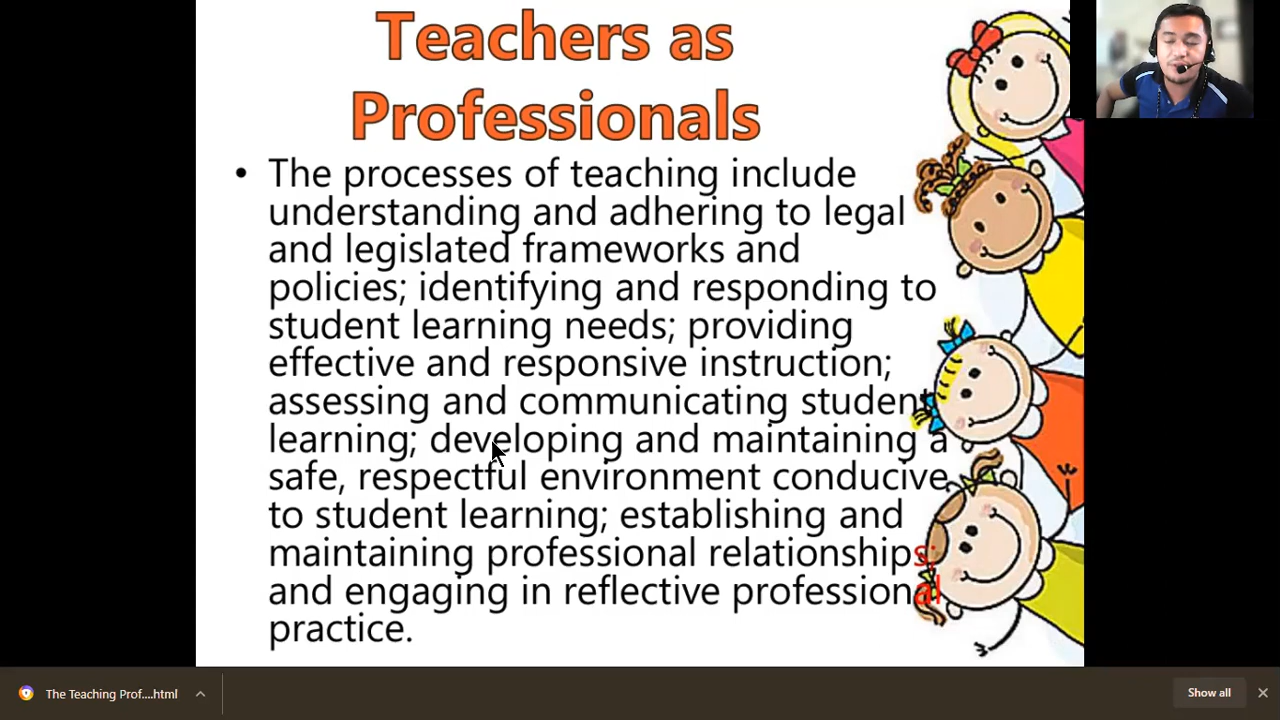 Teachers as
Professionals
• The processes of teaching include
understanding and adhering to legal
and legislated frameworks and
policies; identifying and responding to
student learning needs; providing
effective and responsive instruction;
assessing and communicating student
learning; developing and maintaining a
safe, respectful environment conducive
to student learning; establishing and
maintaining professional relationships;
and engaging in reflective professional
practice.
The Teaching Prof....html
Show all